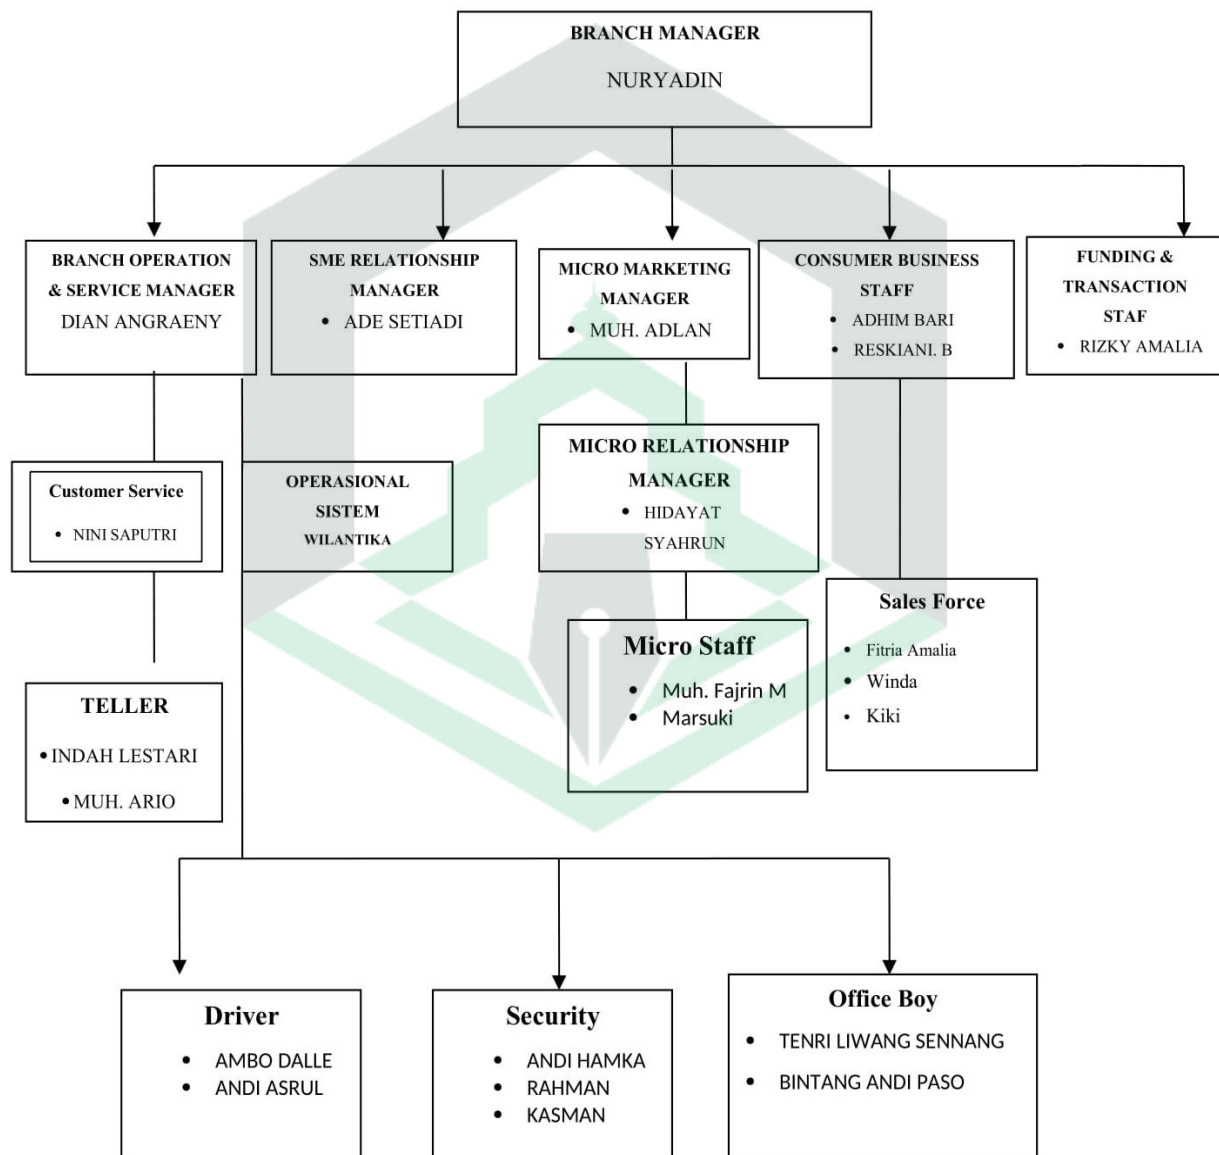 BRANCH MANAGER
NURYADIN
BRANCH OPERATION
& SERVICE MANAGER
DIAN ANGRAENY
SME RELATIONSHIP
MANAGER
• ADE SETIADI
MICRO MARKETING
MANAGER
• MUH. ADLAN
CONSUMER BUSINESS
STAFF
• ADHIM BARI
• RESKIANI. B
FUNDING &
TRANSACTION
STAF
• RIZKY AMALIA
Customer Service
• NINI SAPUTRI
OPERASIONAL
SISTEM
WILANTIKA
MICRO RELATIONSHIP
MANAGER
• HIDAYAT
SYAHRUN
Sales Force
• Fitria Amalia
• Winda
• Kiki
Micro Staff
• Muh. Fajrin M
• Marsuki
TELLER
• INDAH LESTARI
• MUH. ARIO
Driver
• AMBO DALLE
• ANDI ASRUL
Security
• ANDI HAMKA
• RAHMAN
• KASMAN
Office Boy
• TENRI LIWANG SENNANG
• BINTANG ANDI PASO